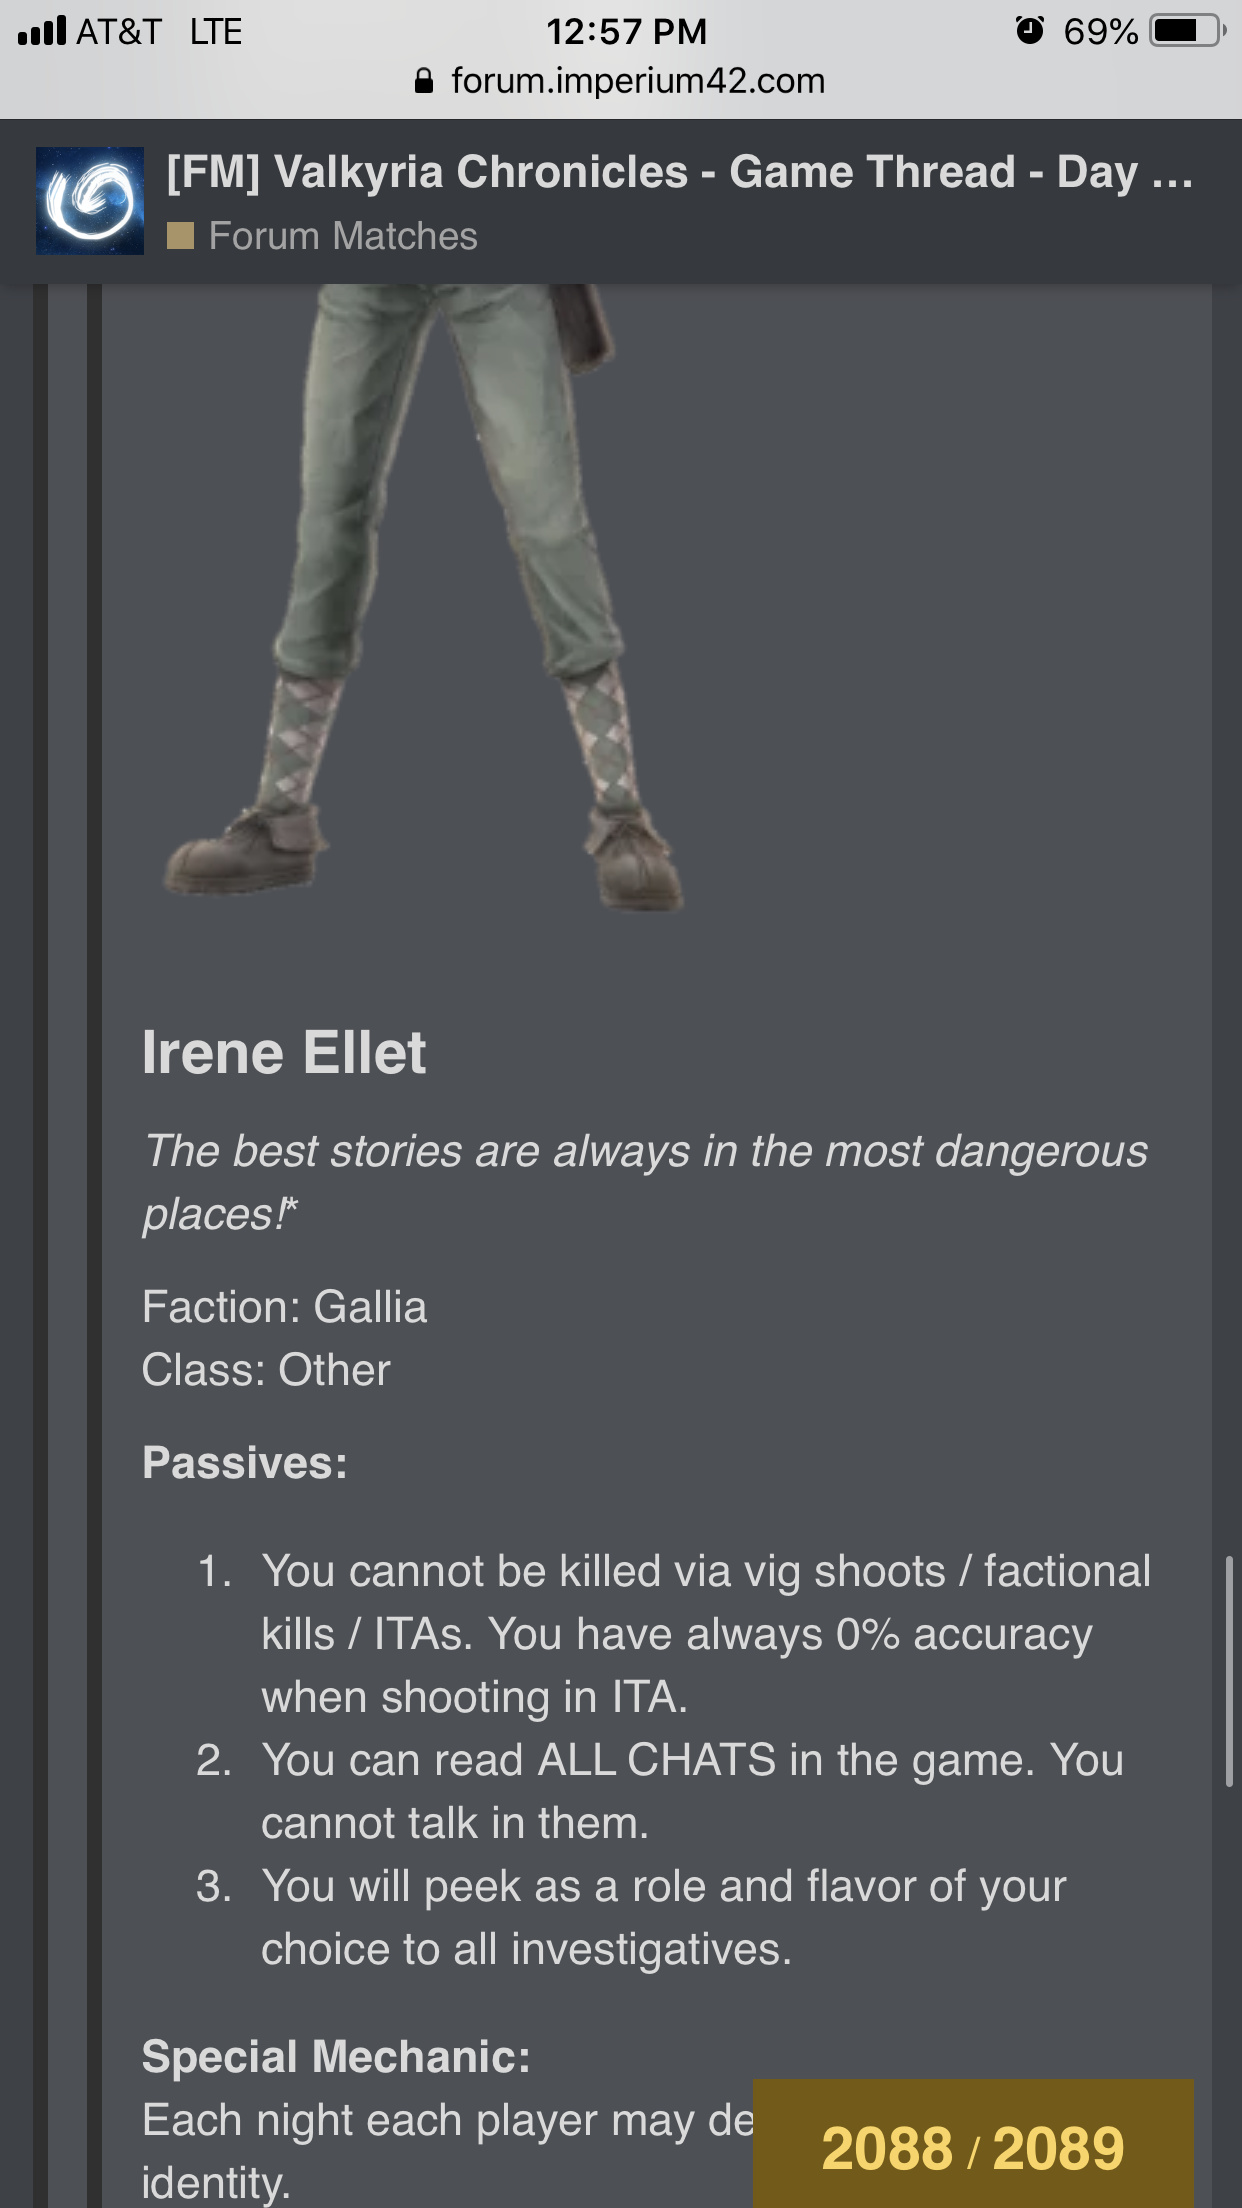 AT&T LTE 12:57 PM 69%
forum.imperium42.com
[FM] Valkyria Chronicles - Game Thread - Day ...
Forum Matches
Irene Ellet
The best stories are always in the most dangerous
places!*
Faction: Gallia
Class: Other
Passives:
1. You cannot be killed via vig shoots / factional
kills / ITAs. You have always 0% accuracy
when shooting in ITA.
2. You can read ALL CHATS in the game. You
cannot talk in them.
3. You will peek as a role and flavor of your
choice to all investigatives.
Special Mechanic:
Each night each player may de
identity.
2088 / 2089